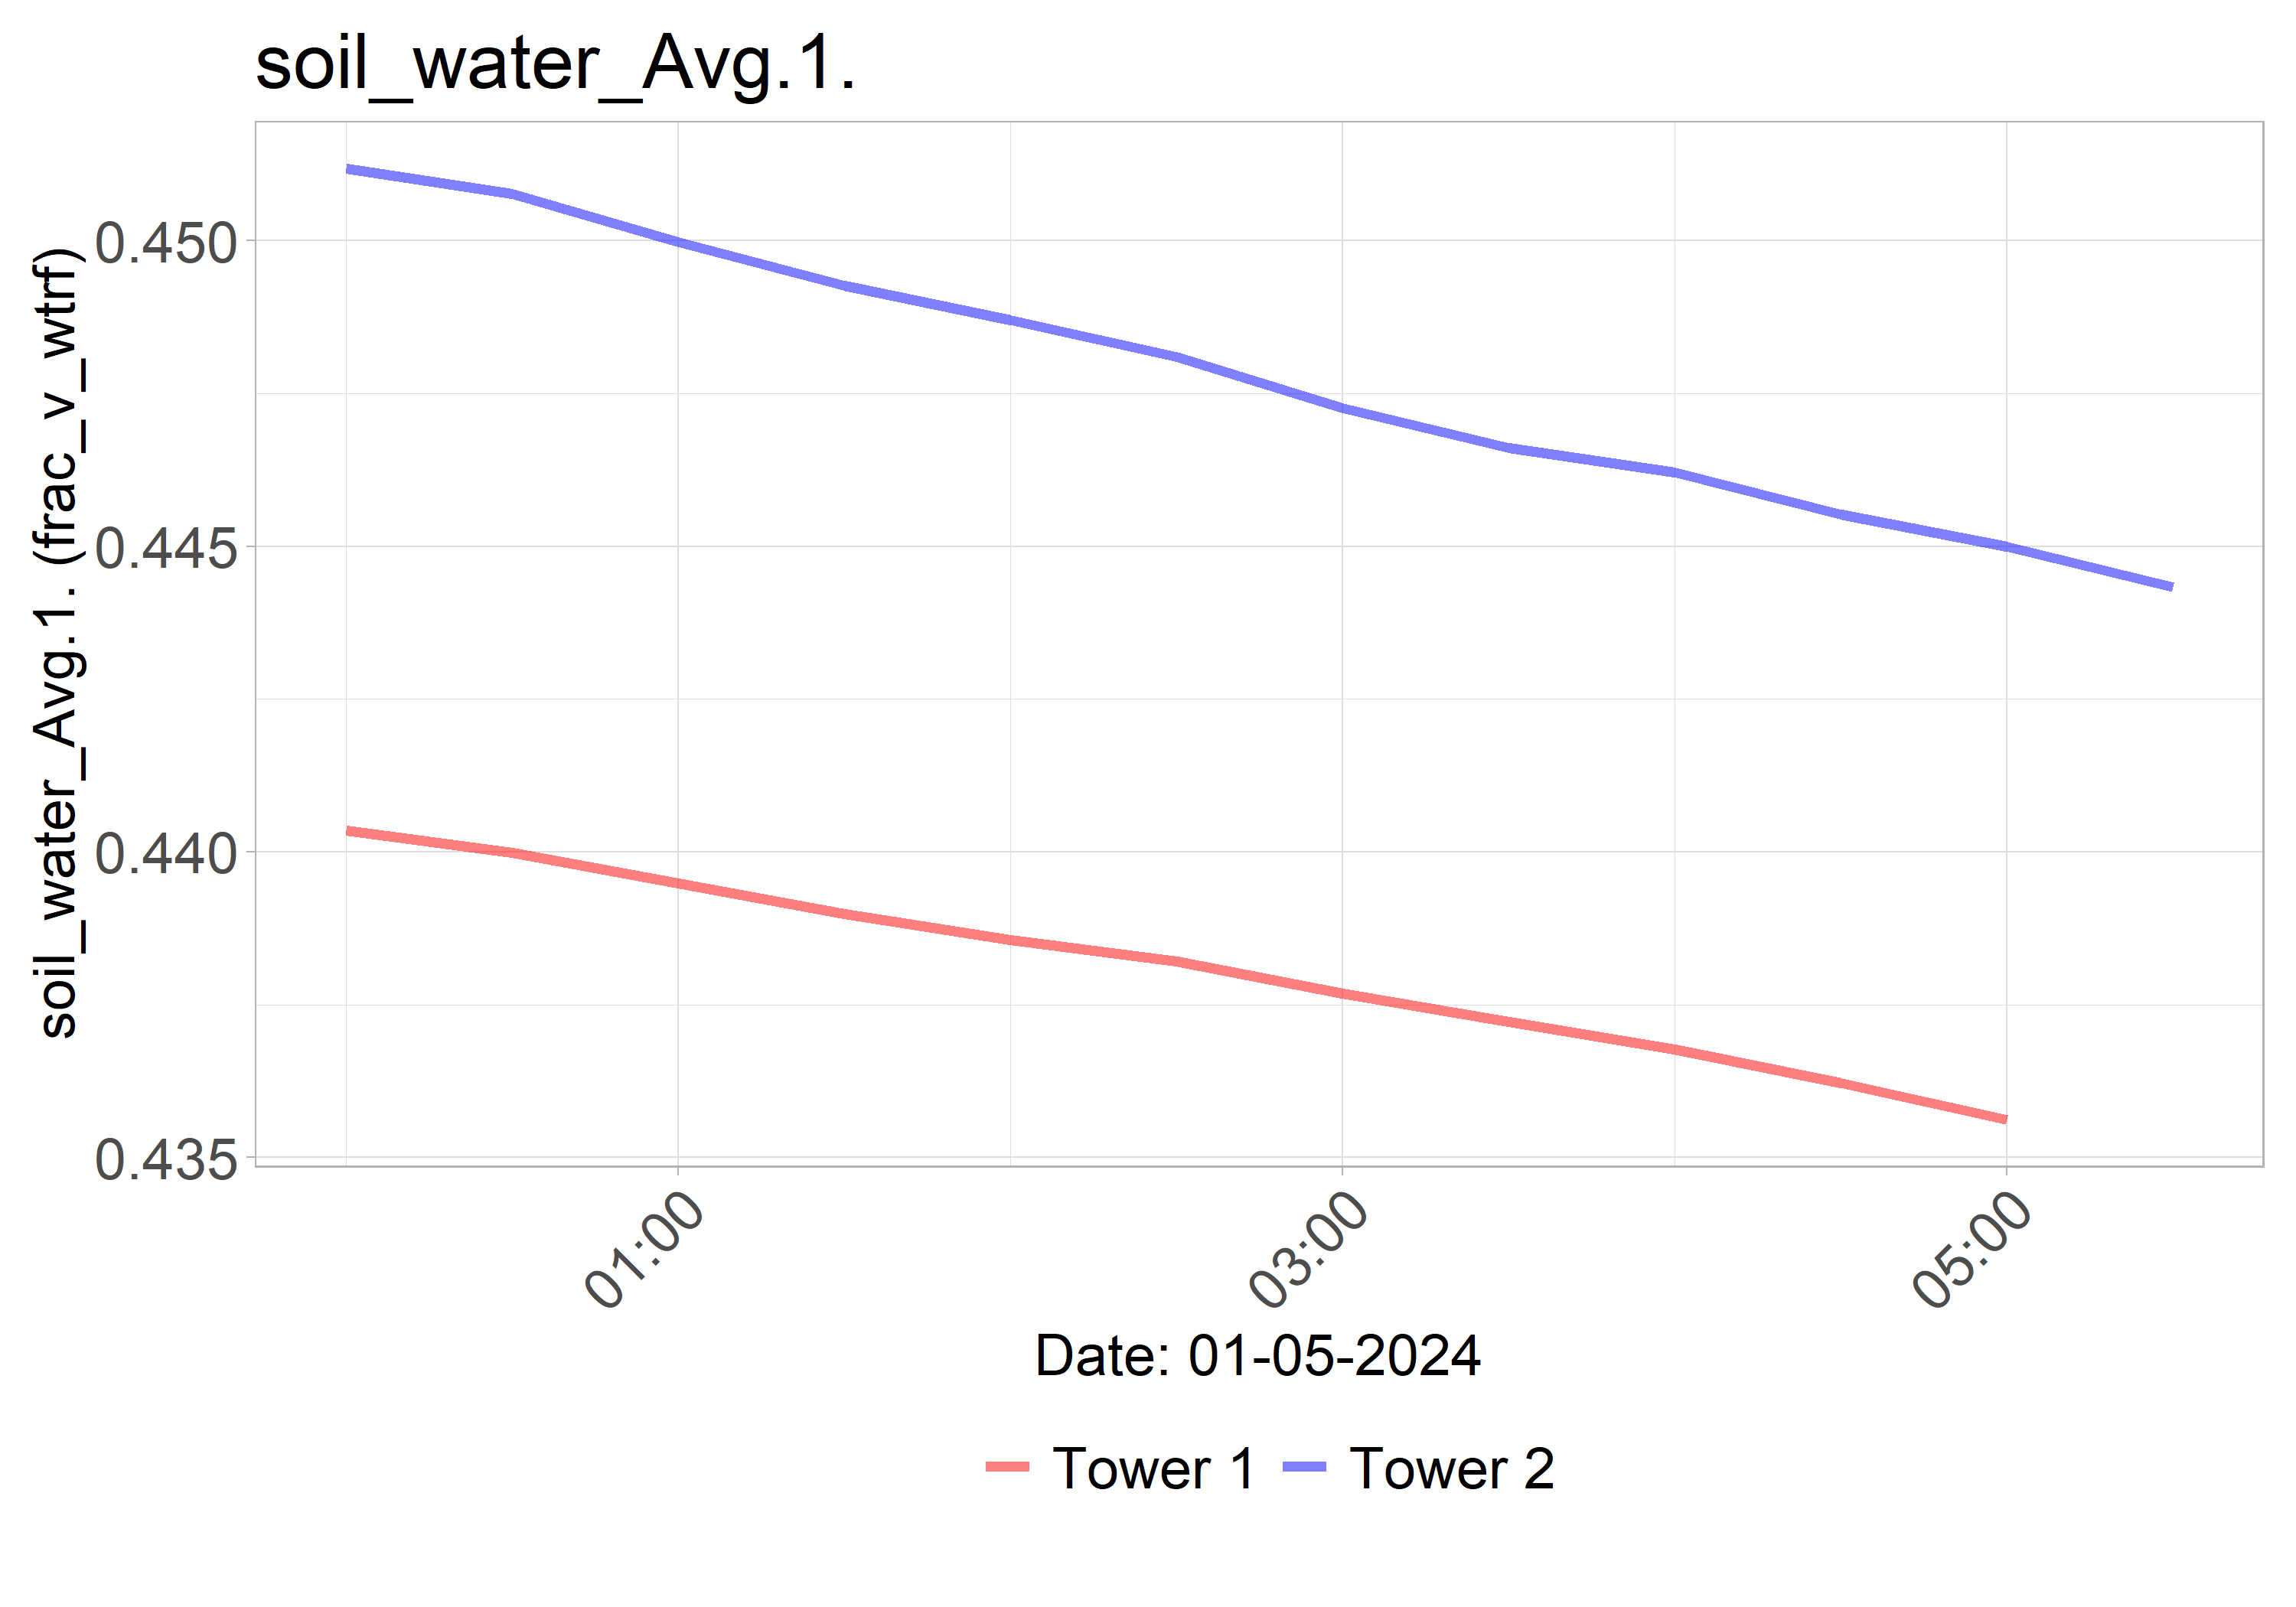 soil_water_Avg.1.
soil_water_Avg.1. (frac_v_wtrf)
0.450
0.445
0.440
0.435
01:00
03:00
05:00
Date: 01-05-2024
Tower 1
Tower 2